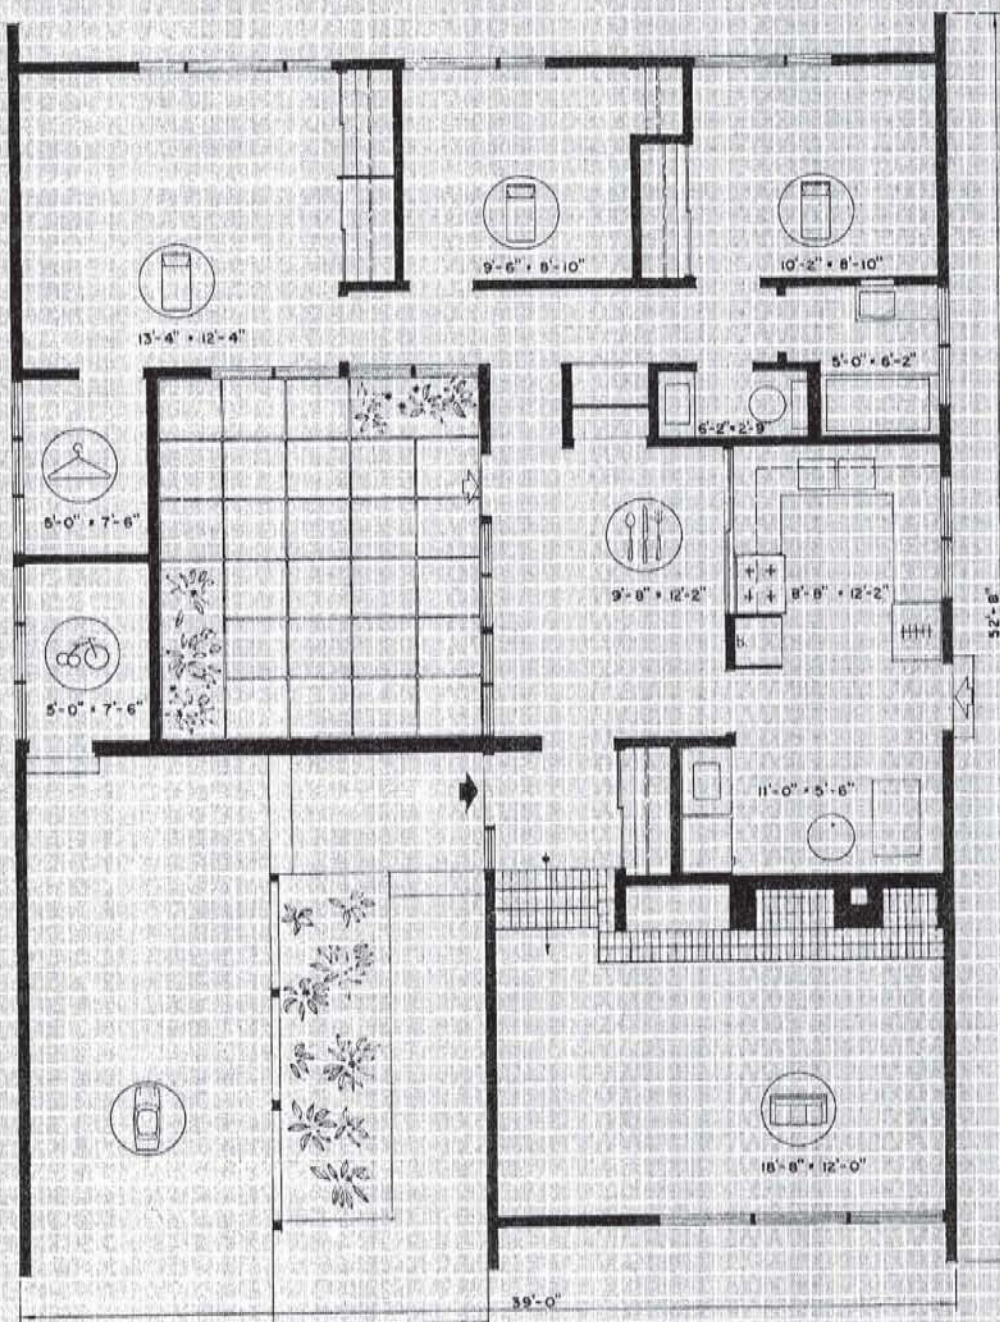 9'-6" × 8'-10"
10'-2" × 8'-10"
13'-4" × 12'-4"
5'-0" × 6'-2"
6'-2" × 2'-9"
5'-0" × 7'-6"
9'-8" × 12'-2"
8'-8" × 12'-2"
52'-8"
5'-0" × 7'-6"
11'-0" × 5'-6"
18'-8" × 12'-0"
39'-0"